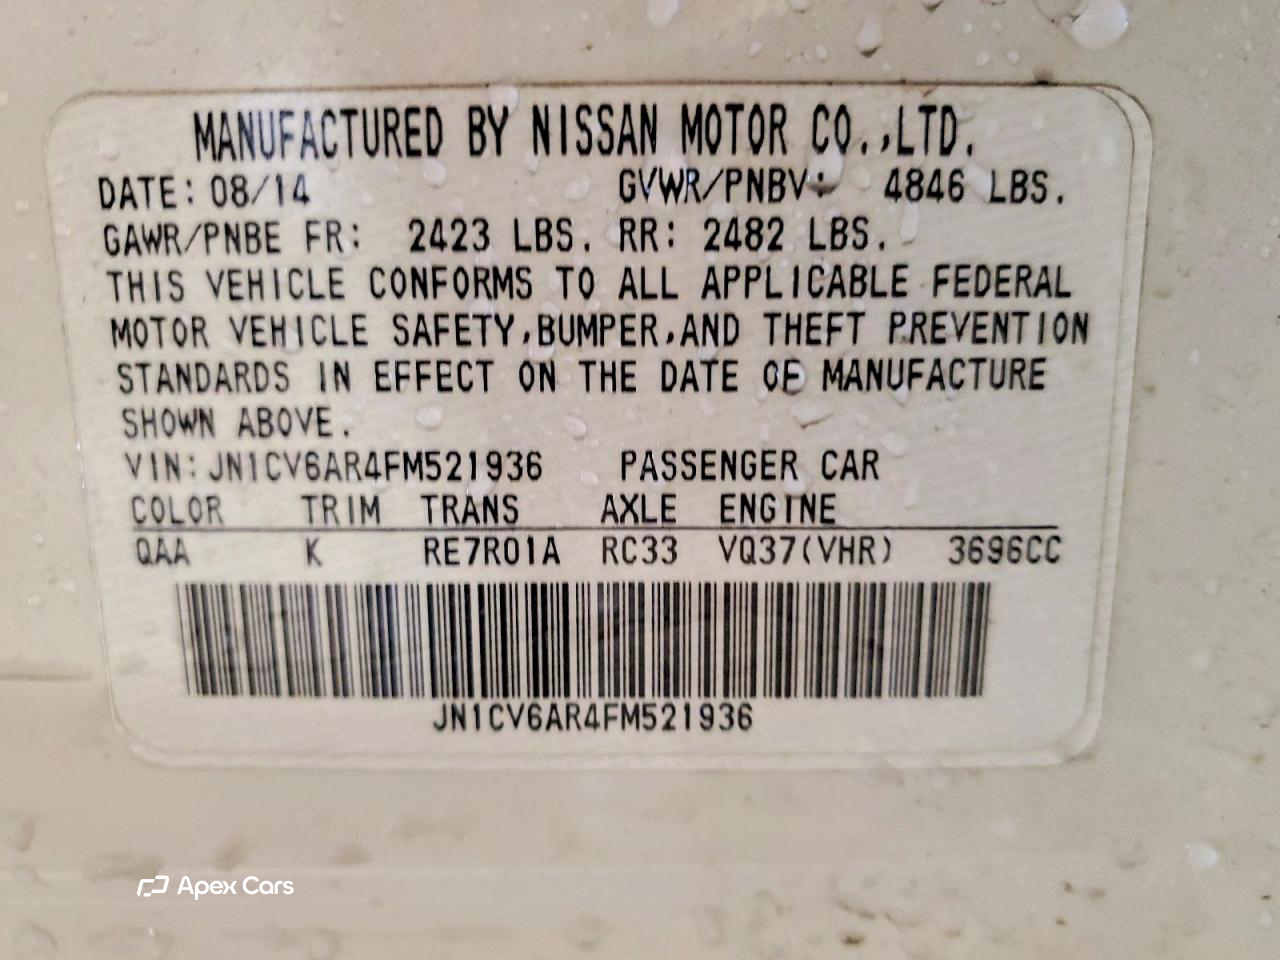 MANUFACTURED BY NISSAN MOTOR CO.,LTD.
DATE: 08/14 GVWR/PNBV: 4846 LBS.
GAWR/PNBE FR: 2423 LBS. RR: 2482 LBS.
THIS VEHICLE CONFORMS TO ALL APPLICABLE FEDERAL
MOTOR VEHICLE SAFETY,BUMPER,AND THEFT PREVENTION
STANDARDS IN EFFECT ON THE DATE OF MANUFACTURE
SHOWN ABOVE.
VIN: JN1CV6AR4FM521936 PASSENGER CAR
COLOR TRIM TRANS AXLE ENGINE
QAA K RE7R01A RC33 VQ37(VHR) 3696CC
JN1CV6AR4FM521936
Apex Cars